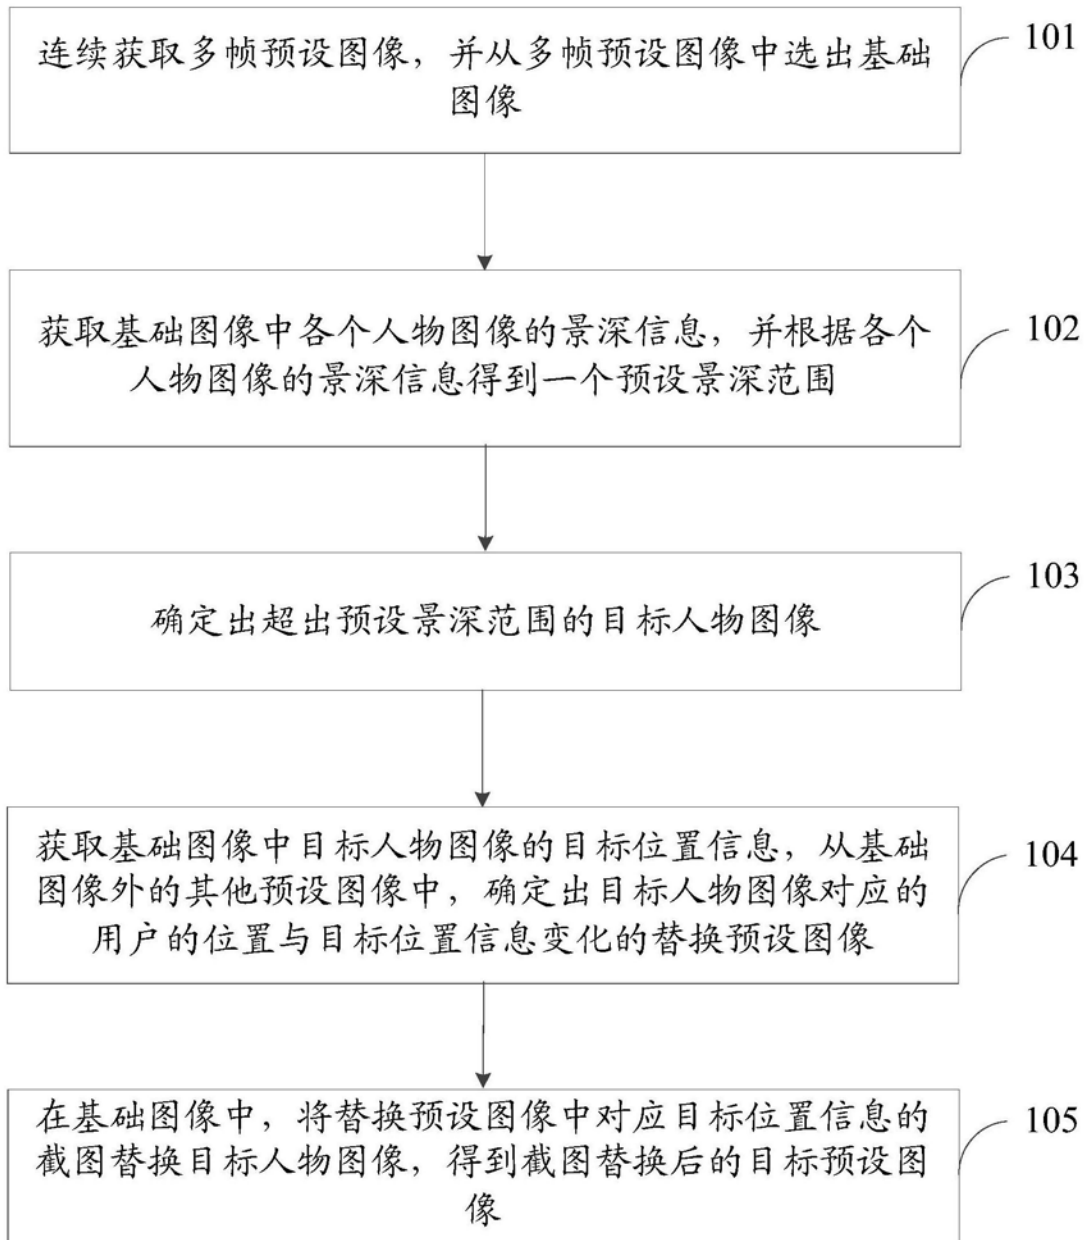 连续获取多帧预设图像，并从多帧预设图像中选出基础
图像
101
获取基础图像中各个人物图像的景深信息，并根据各个
人物图像的景深信息得到一个预设景深范围
102
确定出超出预设景深范围的目标人物图像
103
获取基础图像中目标人物图像的目标位置信息，从基础
图像外的其他预设图像中，确定出目标人物图像对应的
用户的位置与目标位置信息变化的替换预设图像
104
在基础图像中，将替换预设图像中对应目标位置信息的
截图替换目标人物图像，得到截图替换后的目标预设图
像
105